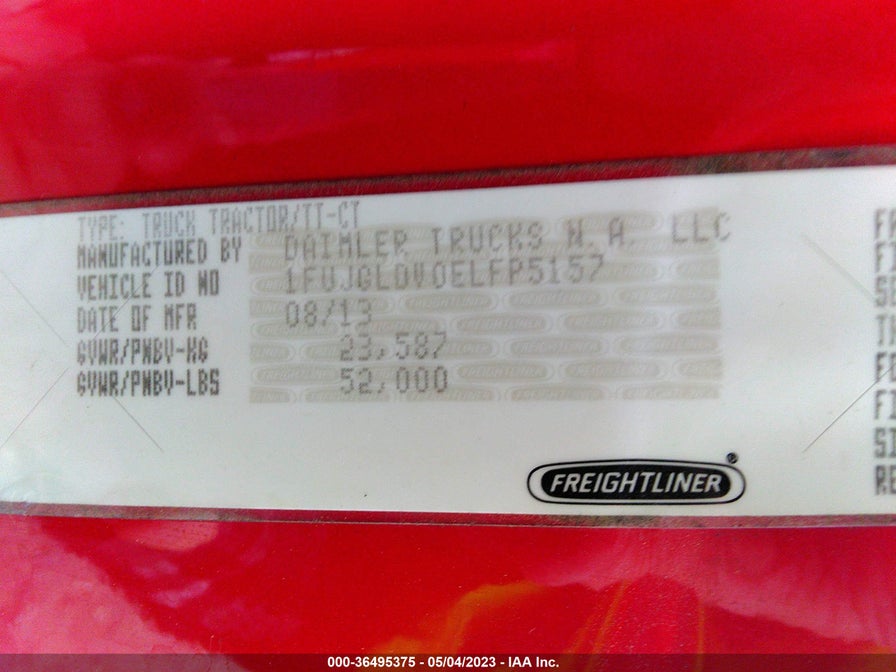 TYPE: TRUCK TRACTOR/TT-CT
MANUFACTURED BY DAIMLER TRUCKS N. A. LLC
VEHICLE ID NO 1FUJGLDV0ELFP5157
DATE OF MFR 08/13
GVWR/PNBV-KG 23,587
GVWR/PNBV-LBS 52,000
FREIGHTLINER®
000-36495375 - 05/04/2023 - IAA Inc.